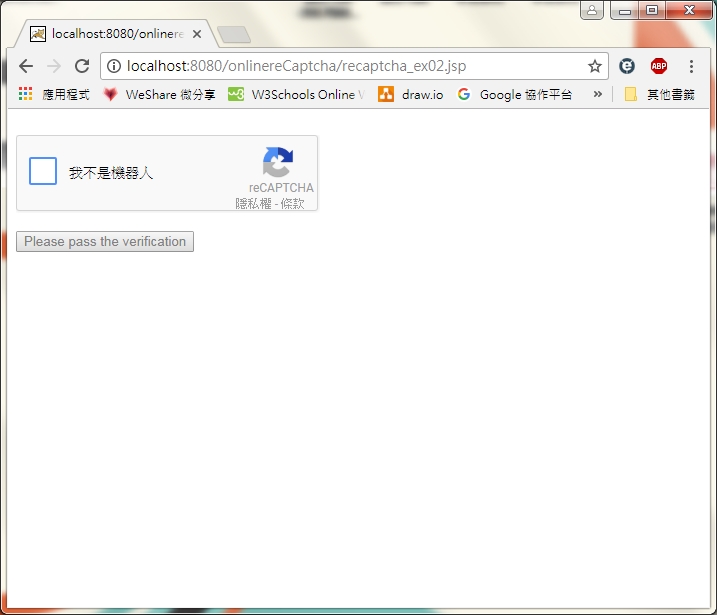 localhost:8080/onlinere
localhost:8080/onlinereCaptcha/recaptcha_ex02.jsp
ABP
應用程式 WeShare 微分享 w3 W3Schools Online draw.io G Google 協作平台 » 其他書籤
我不是機器人
reCAPTCHA
隱私權 - 條款
Please pass the verification